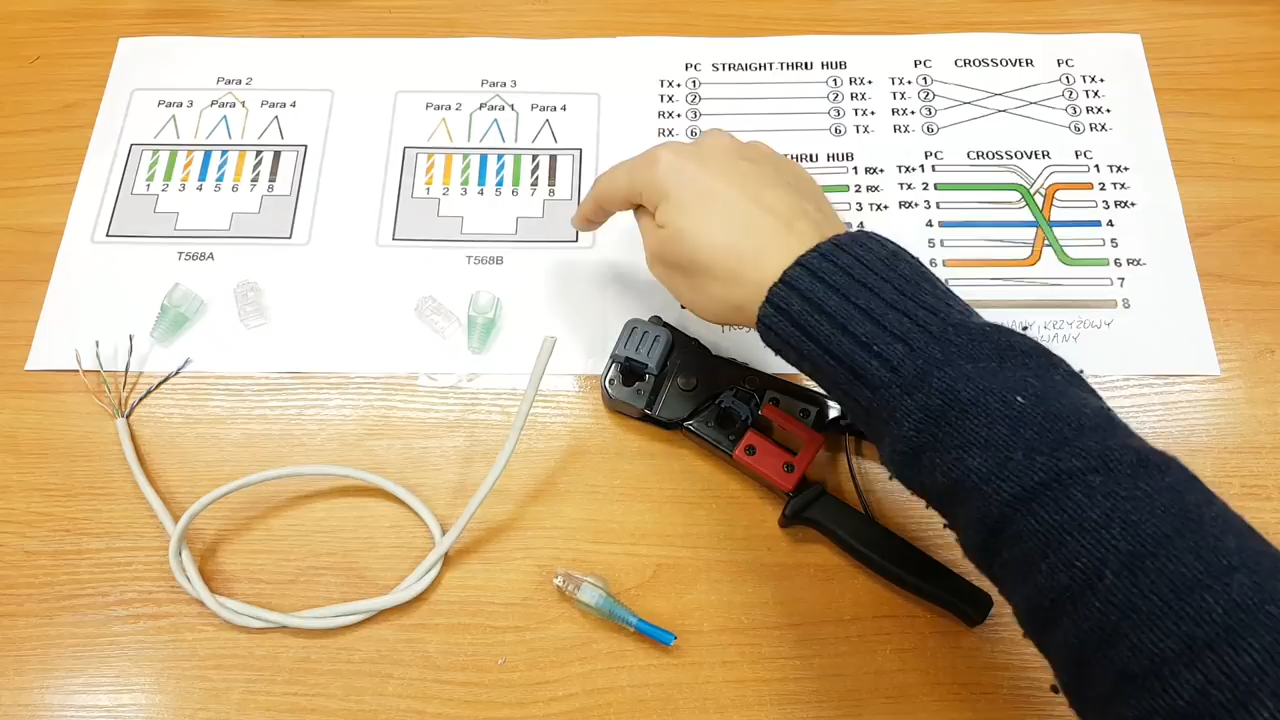 Para 2
Para 3 Para 1 Para 4
1 2 3 4 5 6 7 8
T568A
Para 3
Para 2 Para 1 Para 4
1 2 3 4 5 6 7 8
T568B
PC STRAIGHT-THRU HUB
TX+ 1 1 RX+
TX- 2 2 RX-
RX+ 3 3 TX+
RX- 6 6 TX-
PC CROSSOVER PC
TX+ 1 1 TX+
TX- 2 2 TX-
RX+ 3 3 RX+
RX- 6 6 RX-
THRU HUB
1 RX+
2 RX-
3 TX+
4
PC CROSSOVER PC
TX+ 1 1 TX+
TX- 2 2 TX-
RX+ 3 3 RX+
4 4
5 5
6 6 RX-
7
8
KRZYŻOWY